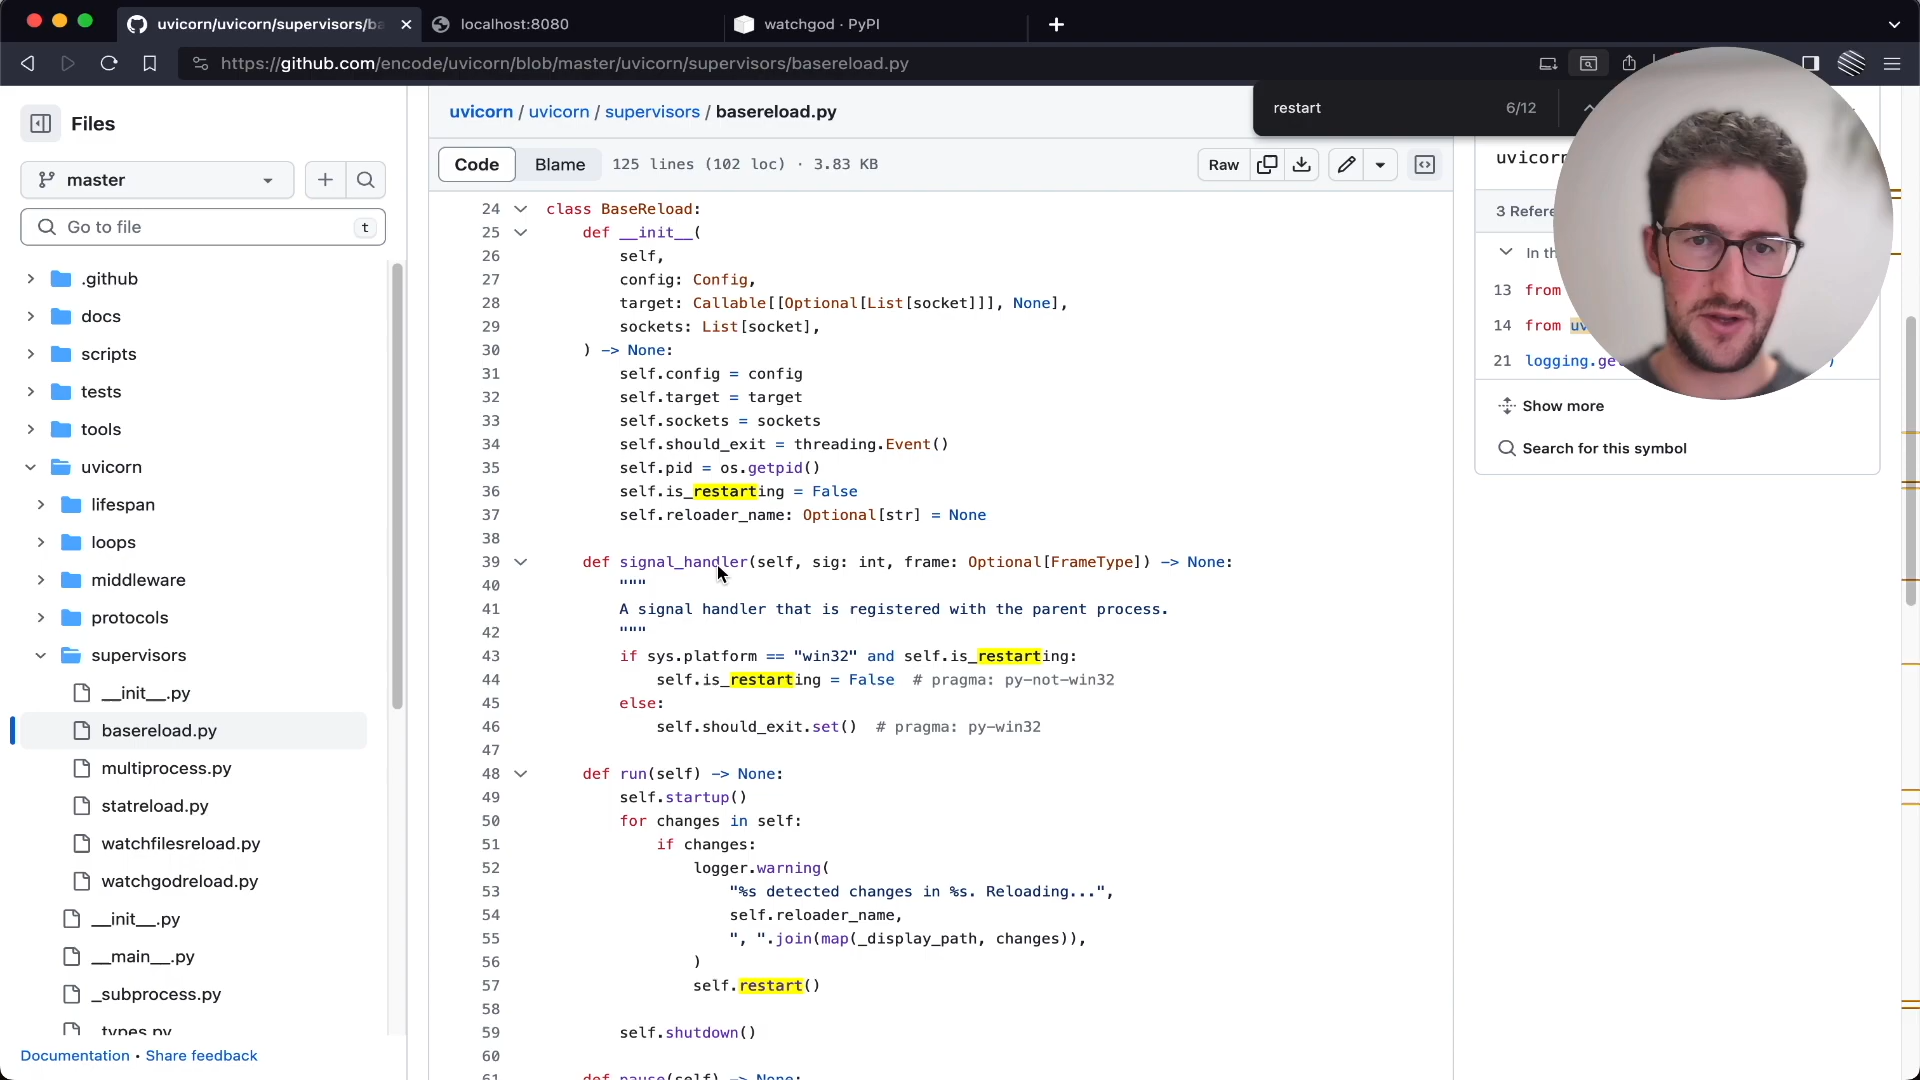 uvicorn/uvicorn/supervisors/ba
localhost:8080
watchgod · PyPI
https://github.com/encode/uvicorn/blob/master/uvicorn/supervisors/basereload.py
restart 6/12
Files
master
Go to file t
.github
docs
scripts
tests
tools
uvicorn
lifespan
loops
middleware
protocols
supervisors
__init__.py
basereload.py
multiprocess.py
statreload.py
watchfilesreload.py
watchgodreload.py
__init__.py
__main__.py
_subprocess.py
_types.py
Documentation • Share feedback
uvicorn / uvicorn / supervisors / basereload.py
Code Blame 125 lines (102 loc) · 3.83 KB Raw
24 class BaseReload:
25 def __init__(
26 self,
27 config: Config,
28 target: Callable[[Optional[List[socket]]], None],
29 sockets: List[socket],
30 ) -> None:
31 self.config = config
32 self.target = target
33 self.sockets = sockets
34 self.should_exit = threading.Event()
35 self.pid = os.getpid()
36 self.is_restarting = False
37 self.reloader_name: Optional[str] = None
38
39 def signal_handler(self, sig: int, frame: Optional[FrameType]) -> None:
40 """
41 A signal handler that is registered with the parent process.
42 """
43 if sys.platform == "win32" and self.is_restarting:
44 self.is_restarting = False # pragma: py-not-win32
45 else:
46 self.should_exit.set() # pragma: py-win32
47
48 def run(self) -> None:
49 self.startup()
50 for changes in self:
51 if changes:
52 logger.warning(
53 "%s detected changes in %s. Reloading...",
54 self.reloader_name,
55 ", ".join(map(_display_path, changes)),
56 )
57 self.restart()
58
59 self.shutdown()
60
61 def pause(self) -> None:
uvicorn
3 Refere
In th
13 from
14 from uv
21 logging.ge )
Show more
Search for this symbol